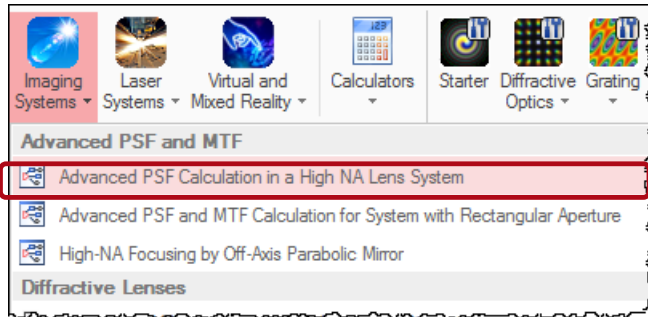 123
Imaging Systems
Laser Systems
Virtual and Mixed Reality
Calculators
Starter
Diffractive Optics
Grating
Advanced PSF and MTF
Advanced PSF Calculation in a High NA Lens System
Advanced PSF and MTF Calculation for System with Rectangular Aperture
High-NA Focusing by Off-Axis Parabolic Mirror
Diffractive Lenses